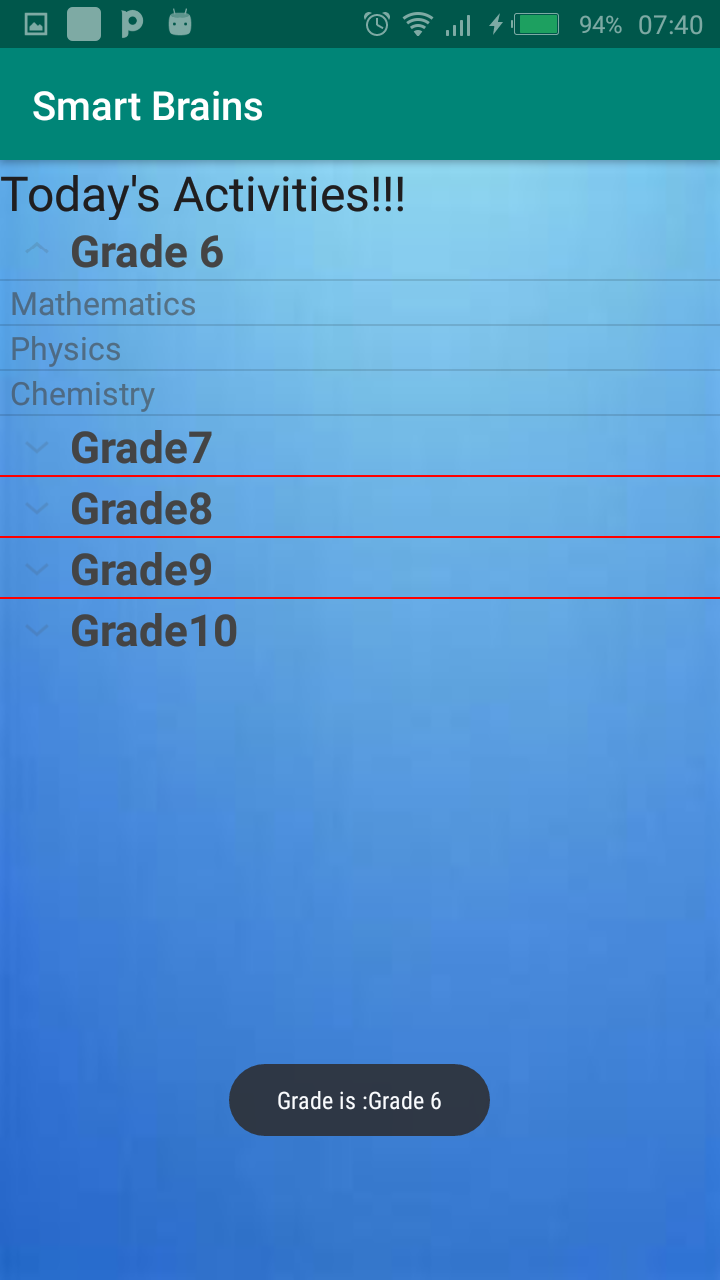 94% 07:40
Smart Brains
Today's Activities!!!
Grade 6
Mathematics
Physics
Chemistry
Grade7
Grade8
Grade9
Grade10
Grade is :Grade 6